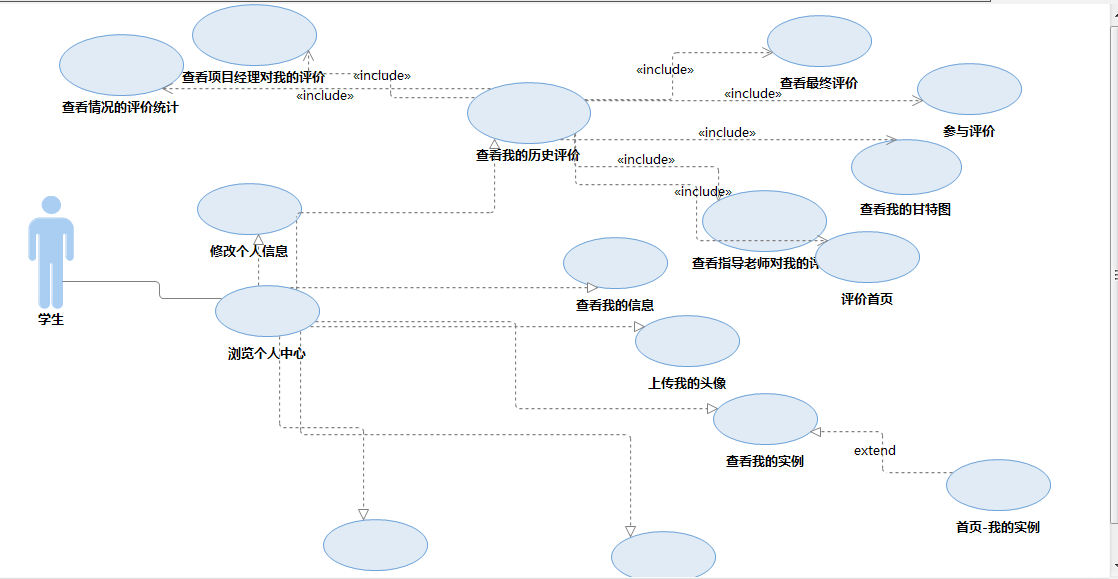 查看项目经理对我的评价
«include»
«include»
查看最终评价
«include»
查看情况的评价统计
«include»
«include»
参与评价
查看我的历史评价
«include»
«include»
查看我的甘特图
修改个人信息
查看指导老师对我的评
查看我的信息
评价首页
学生
浏览个人中心
上传我的头像
查看我的实例
extend
首页-我的实例